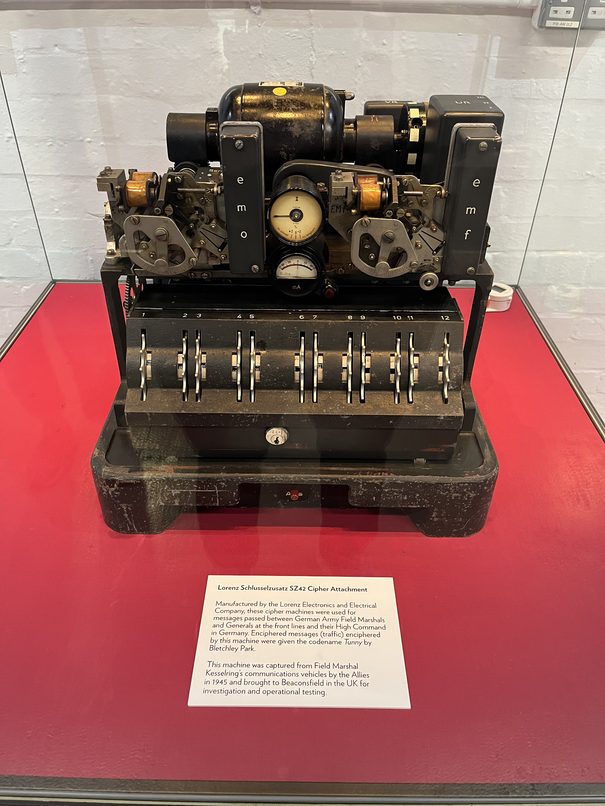 emo
emf
mA
1 2 3 4 5 6 7 8 9 10 11 12
Lorenz Schlusselzusatz SZ42 Cipher Attachment
Manufactured by the Lorenz Electronics and Electrical
Company, these cipher machines were used for
messages passed between German Army Field Marshals
and Generals at the front lines and their High Command
in Germany. Enciphered messages (traffic) enciphered
by this machine were given the codename Tunny by
Bletchley Park.
This machine was captured from Field Marshal
Kesselring's communications vehicles by the Allies
in 1945 and brought to Beaconsfield in the UK for
investigation and operational testing.